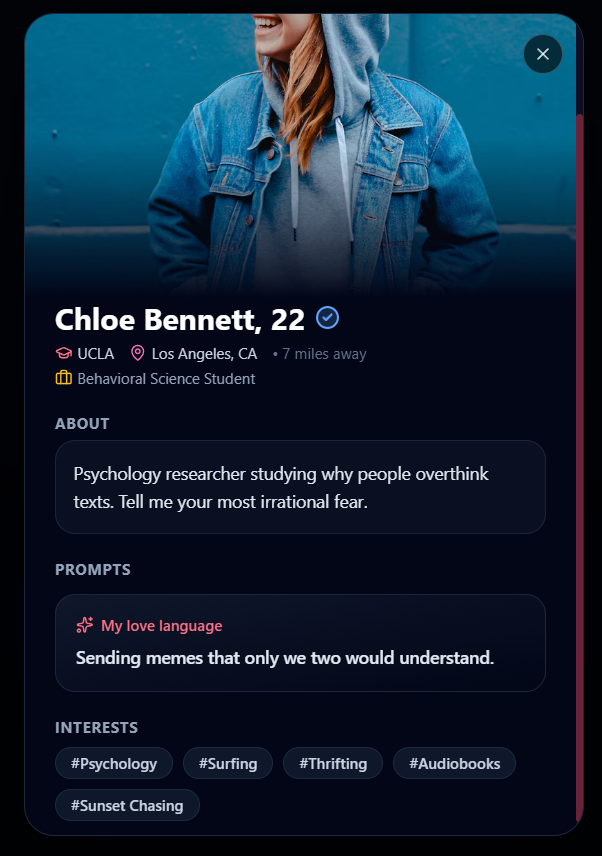 Chloe Bennett, 22
UCLA Los Angeles, CA • 7 miles away
Behavioral Science Student
ABOUT
Psychology researcher studying why people overthink
texts. Tell me your most irrational fear.
PROMPTS
My love language
Sending memes that only we two would understand.
INTERESTS
#Psychology #Surfing #Thrifting #Audiobooks
#Sunset Chasing